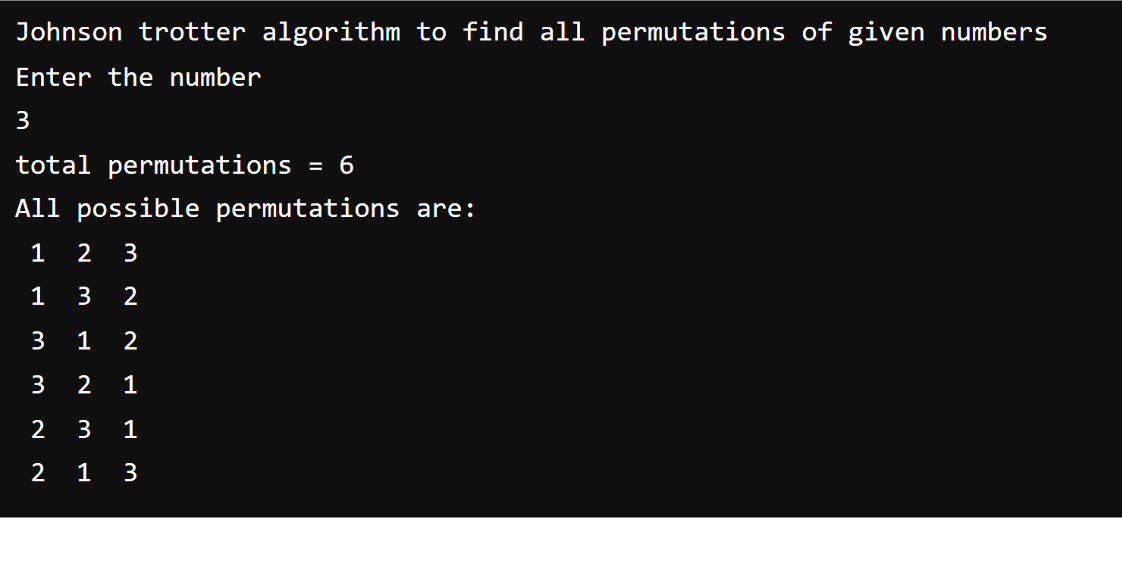 Johnson trotter algorithm to find all permutations of given numbers
Enter the number
3
total permutations = 6
All possible permutations are:
1 2 3
1 3 2
3 1 2
3 2 1
2 3 1
2 1 3